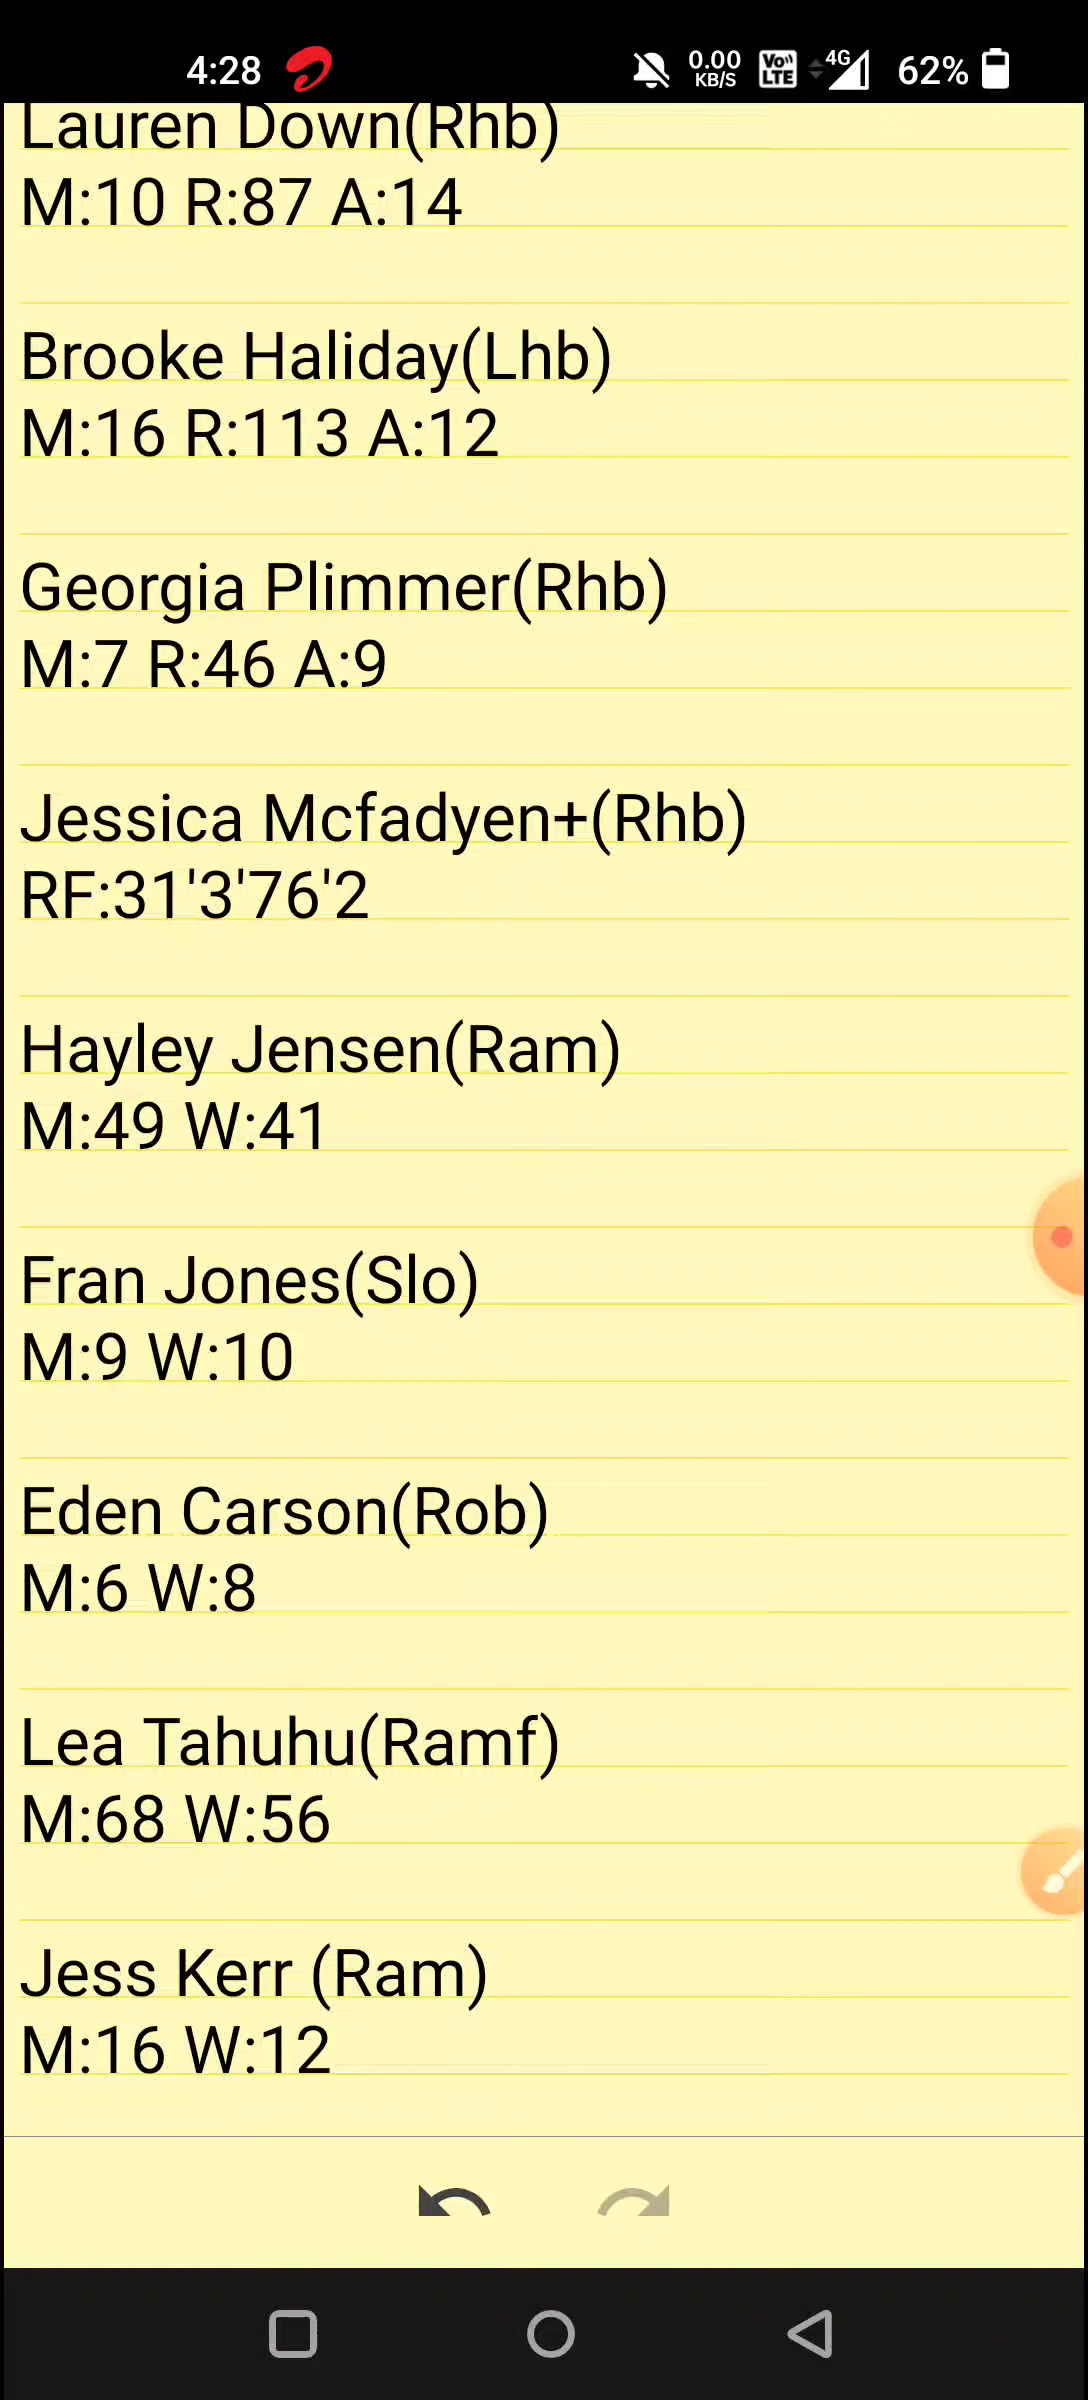 4:28 0.00 KB/S Vo)) LTE 4G 62%
Lauren Down(Rhb)
M:10 R:87 A:14
Brooke Haliday(Lhb)
M:16 R:113 A:12
Georgia Plimmer(Rhb)
M:7 R:46 A:9
Jessica Mcfadyen+(Rhb)
RF:31'3'76'2
Hayley Jensen(Ram)
M:49 W:41
Fran Jones(Slo)
M:9 W:10
Eden Carson(Rob)
M:6 W:8
Lea Tahuhu(Ramf)
M:68 W:56
Jess Kerr (Ram)
M:16 W:12